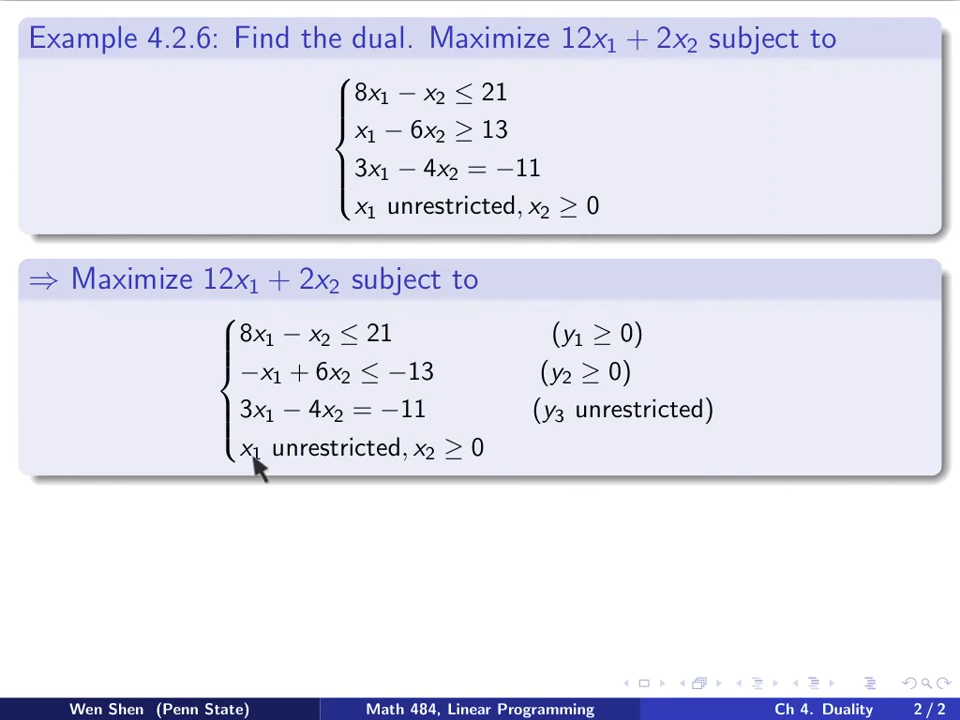 Example 4.2.6: Find the dual. Maximize 12x₁ + 2x₂ subject to
8x₁ − x₂ ≤ 21
x₁ − 6x₂ ≥ 13
3x₁ − 4x₂ = −11
x₁ unrestricted, x₂ ≥ 0
⇒ Maximize 12x₁ + 2x₂ subject to
8x₁ − x₂ ≤ 21 (y₁ ≥ 0)
−x₁ + 6x₂ ≤ −13 (y₂ ≥ 0)
3x₁ − 4x₂ = −11 (y₃ unrestricted)
x₁ unrestricted, x₂ ≥ 0
Wen Shen (Penn State) Math 484, Linear Programming Ch 4. Duality 2 / 2